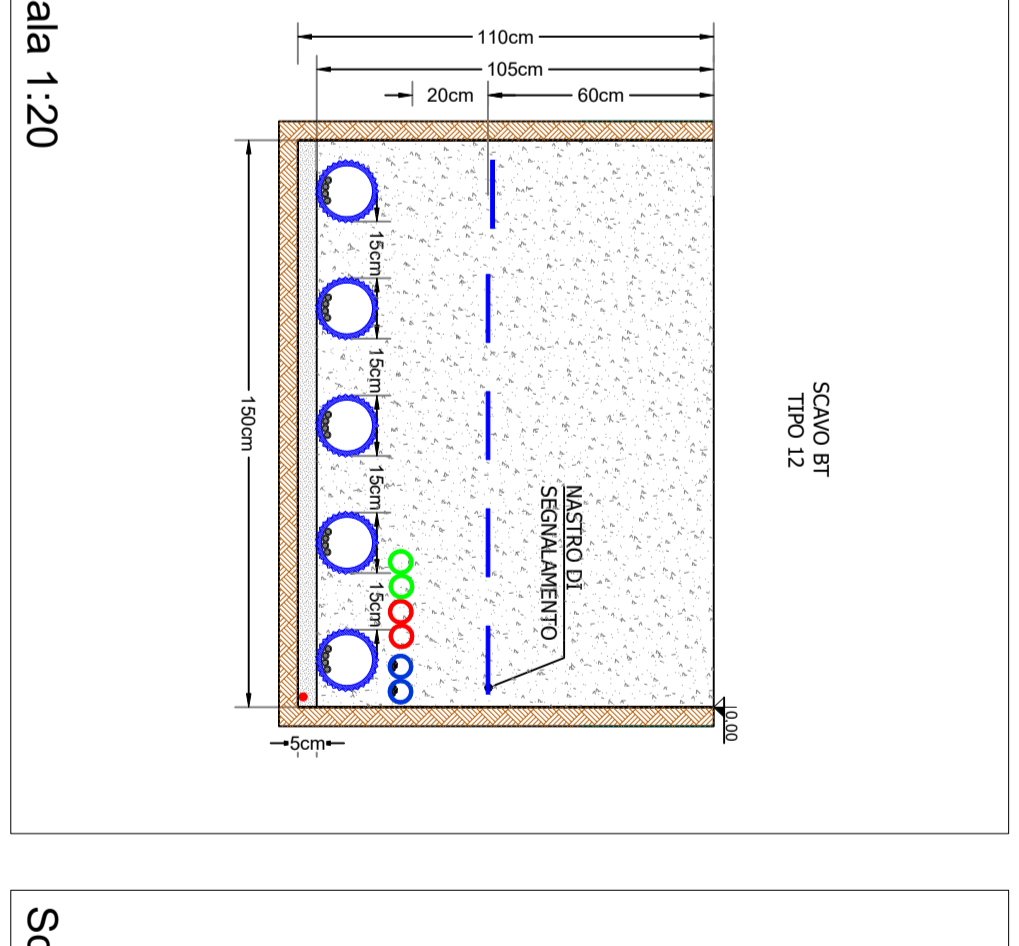 SCAVO BT
TIPO 12
0.00
NASTRO DI
SEGNALAMENTO
110cm
105cm
20cm
60cm
15cm
15cm
15cm
15cm
150cm
5cm
ala 1:20
Sc